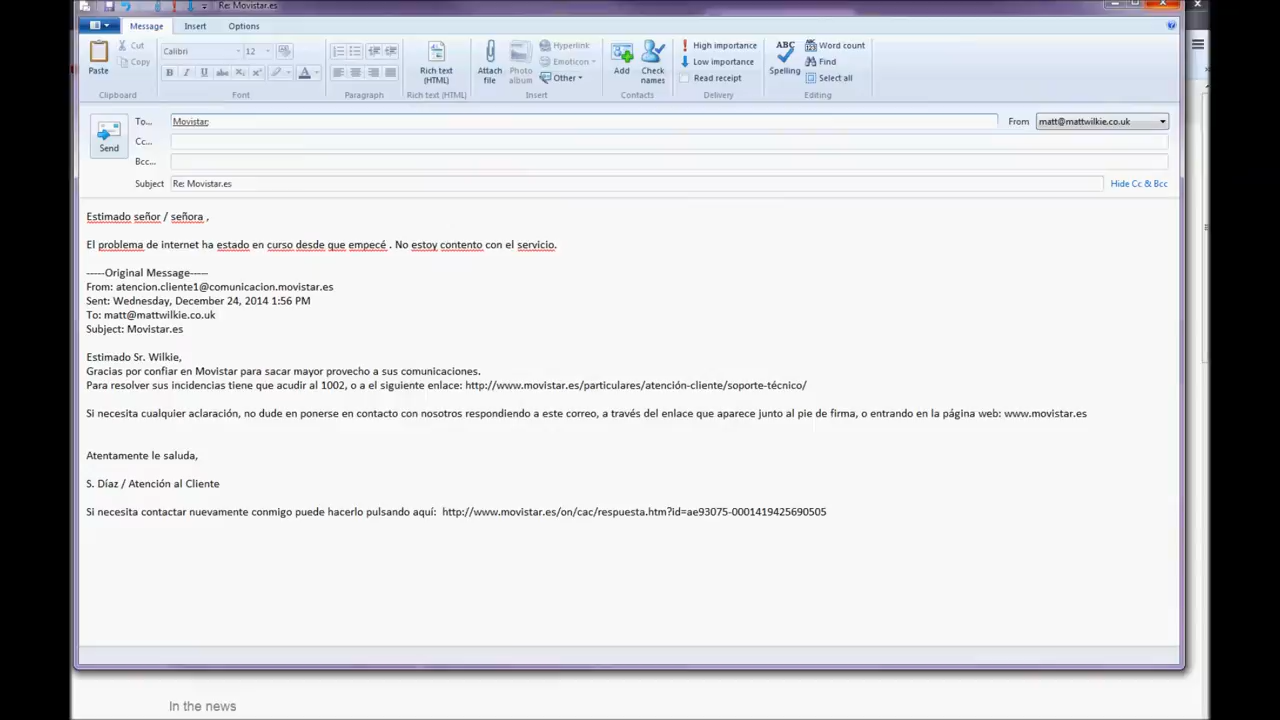 Re: Movistar.es
Message Insert Options
Paste
Cut
Copy
Clipboard
Calibri 12
B I U abc X² X² A
Font
Paragraph
Rich text (HTML)
Rich text (HTML)
Attach file
Photo album
Hyperlink
Emoticon
Other
Insert
Add
Check names
Contacts
High importance
Low importance
Read receipt
Delivery
ABC
Spelling
Word count
Find
Select all
Editing
Send
To... Movistar; From matt@mattwilkie.co.uk
Cc...
Bcc...
Subject Re: Movistar.es Hide Cc & Bcc
Estimado señor / señora ,
El problema de internet ha estado en curso desde que empecé . No estoy contento con el servicio.
-----Original Message-----
From: atencion.cliente1@comunicacion.movistar.es
Sent: Wednesday, December 24, 2014 1:56 PM
To: matt@mattwilkie.co.uk
Subject: Movistar.es
Estimado Sr. Wilkie,
Gracias por confiar en Movistar para sacar mayor provecho a sus comunicaciones.
Para resolver sus incidencias tiene que acudir al 1002, o a el siguiente enlace: http://www.movistar.es/particulares/atención-cliente/soporte-técnico/
Si necesita cualquier aclaración, no dude en ponerse en contacto con nosotros respondiendo a este correo, a través del enlace que aparece junto al pie de firma, o entrando en la página web: www.movistar.es
Atentamente le saluda,
S. Díaz / Atención al Cliente
Si necesita contactar nuevamente conmigo puede hacerlo pulsando aquí: http://www.movistar.es/on/cac/respuesta.htm?id=ae93075-0001419425690505
In the news